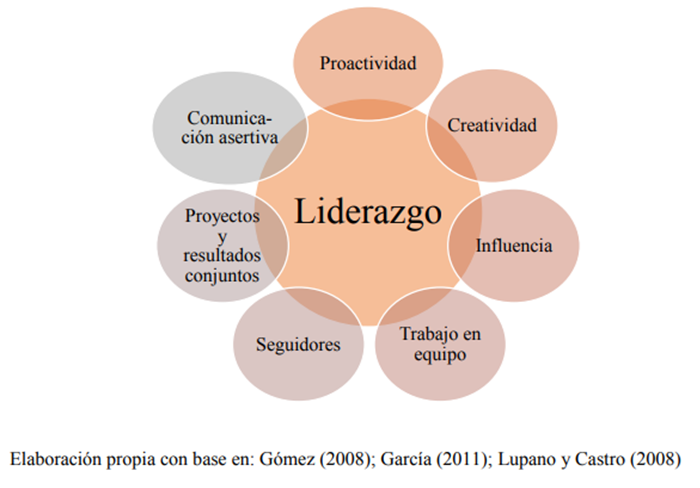 Proactividad
Creatividad
Influencia
Trabajo en
equipo
Seguidores
Proyectos
y
resultados
conjuntos
Comunica-
ción asertiva
Liderazgo
Elaboración propia con base en: Gómez (2008); García (2011); Lupano y Castro (2008)